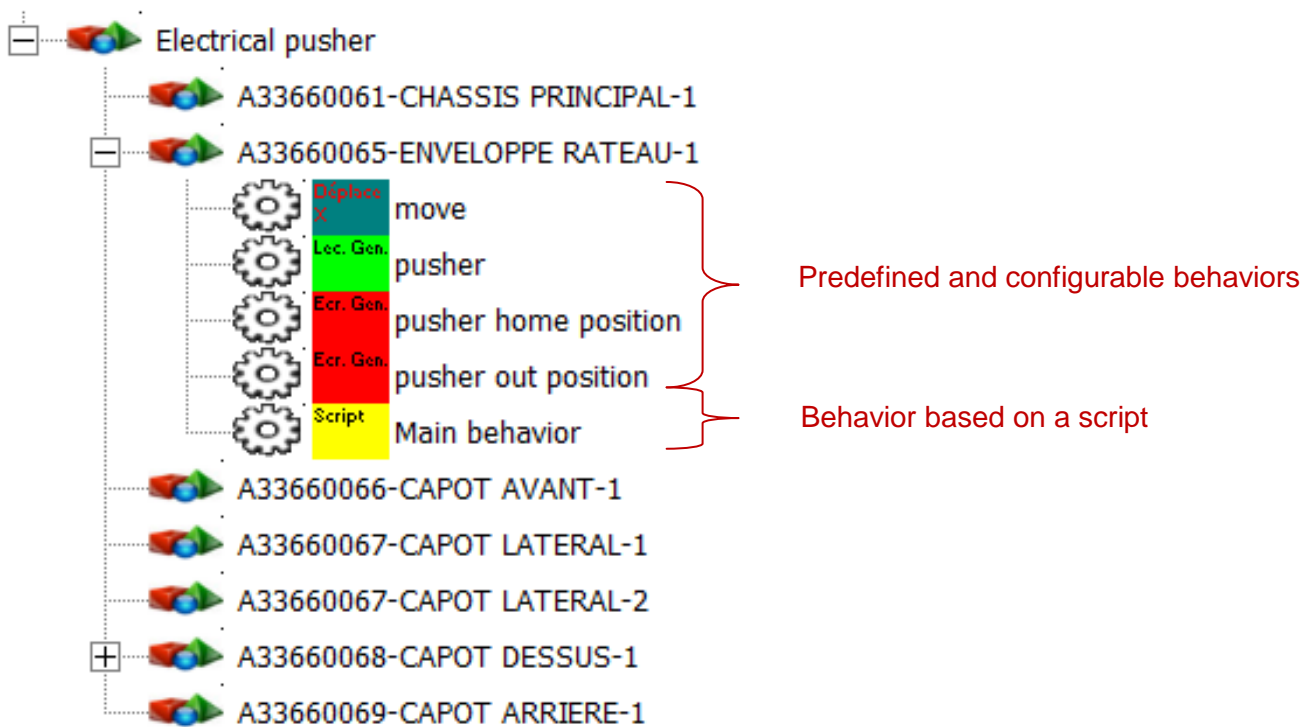 Electrical pusher
A33660061-CHASSIS PRINCIPAL-1
A33660065-ENVELOPPE RATEAU-1
Déplace
X
move
Lec. Gen.
pusher
Ecr. Gen.
pusher home position
Ecr. Gen.
pusher out position
Script
Main behavior
Predefined and configurable behaviors
Behavior based on a script
A33660066-CAPOT AVANT-1
A33660067-CAPOT LATERAL-1
A33660067-CAPOT LATERAL-2
A33660068-CAPOT DESSUS-1
A33660069-CAPOT ARRIERE-1